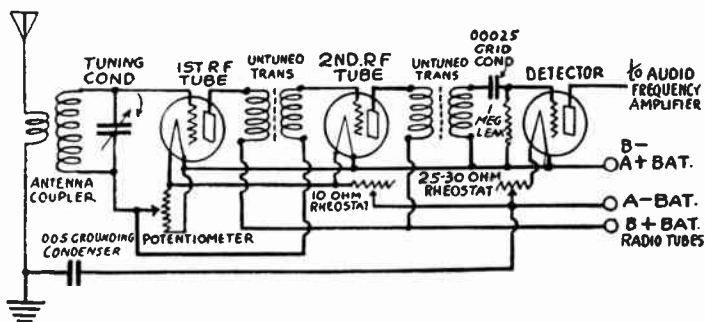 00025
GRID
COND
TUNING
COND
1ST RF
TUBE
UNTUNED
TRANS
2ND. RF
TUBE
UNTUNED
TRANS
DETECTOR
to AUDIO
FREQUENCY
AMPLIFIER
1
MEG
LEAK
ANTENNA
COUPLER
B-
A+ BAT.
25-30 OHM
RHEOSTAT
10 OHM
RHEOSTAT
A- BAT.
POTENTIOMETER
B+ BAT.
RADIO TUBES
005 GROUNDING
CONDENSER